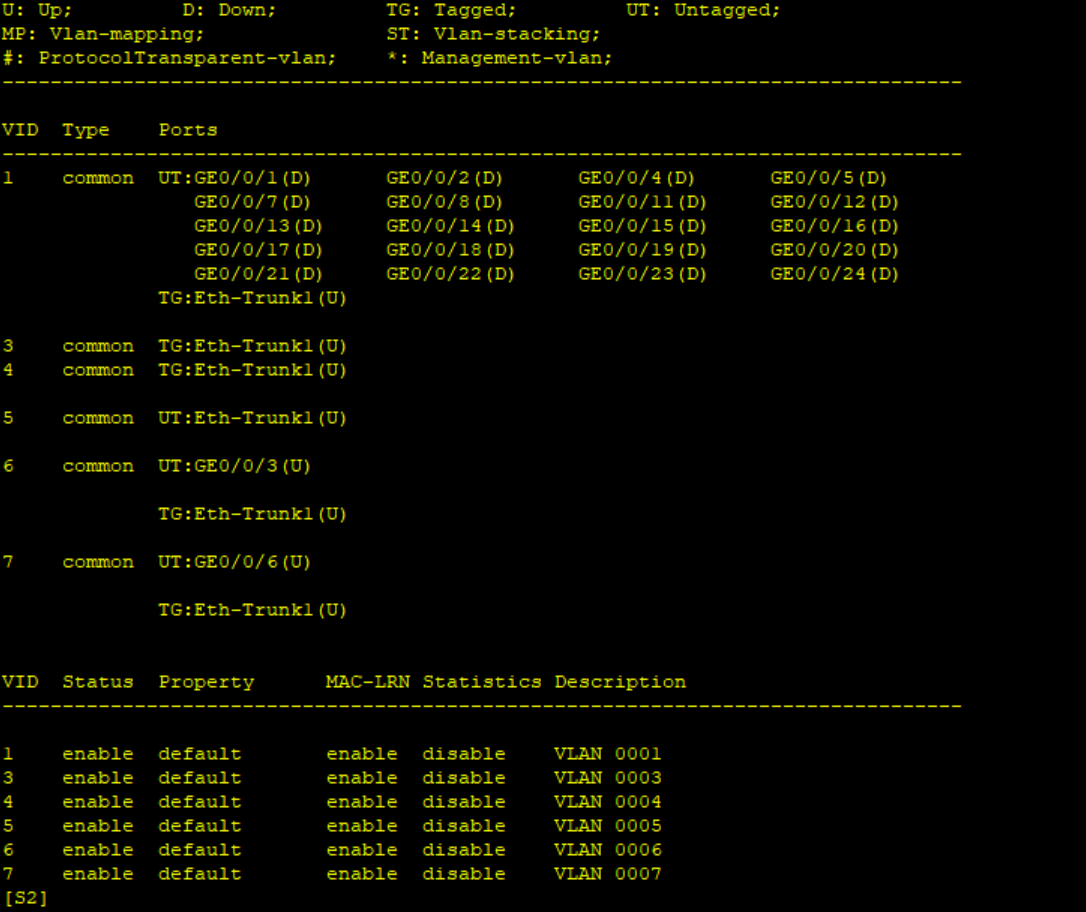 U: Up;         D: Down;         TG: Tagged;         UT: Untagged;
MP: Vlan-mapping;               ST: Vlan-stacking;
#: ProtocolTransparent-vlan;    *: Management-vlan;
--------------------------------------------------------------------------------
VID  Type    Ports
--------------------------------------------------------------------------------
1    common  UT:GE0/0/1(D)      GE0/0/2(D)      GE0/0/4(D)      GE0/0/5(D)
                GE0/0/7(D)      GE0/0/8(D)      GE0/0/11(D)     GE0/0/12(D)
                GE0/0/13(D)     GE0/0/14(D)     GE0/0/15(D)     GE0/0/16(D)
                GE0/0/17(D)     GE0/0/18(D)     GE0/0/19(D)     GE0/0/20(D)
                GE0/0/21(D)     GE0/0/22(D)     GE0/0/23(D)     GE0/0/24(D)
             TG:Eth-Trunk1(U)
3    common  TG:Eth-Trunk1(U)
4    common  TG:Eth-Trunk1(U)
5    common  UT:Eth-Trunk1(U)
6    common  UT:GE0/0/3(U)
             TG:Eth-Trunk1(U)
7    common  UT:GE0/0/6(U)
             TG:Eth-Trunk1(U)
VID  Status  Property      MAC-LRN Statistics Description
--------------------------------------------------------------------------------
1    enable  default       enable  disable    VLAN 0001
3    enable  default       enable  disable    VLAN 0003
4    enable  default       enable  disable    VLAN 0004
5    enable  default       enable  disable    VLAN 0005
6    enable  default       enable  disable    VLAN 0006
7    enable  default       enable  disable    VLAN 0007
[S2]